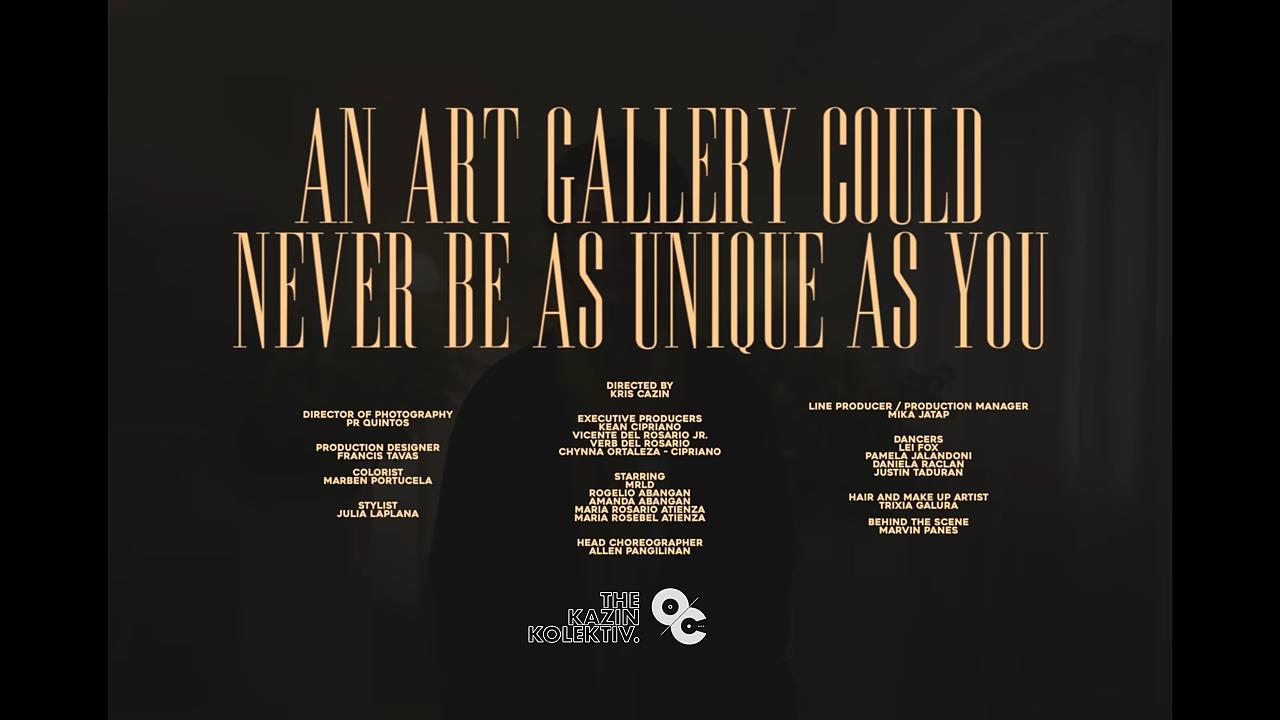 AN ART GALLERY COULD
NEVER BE AS UNIQUE AS YOU
DIRECTED BY
KRIS CAZIN
DIRECTOR OF PHOTOGRAPHY
PR QUINTOS
PRODUCTION DESIGNER
FRANCIS TAVAS
COLORIST
MARBEN PORTUCELA
STYLIST
JULIA LAPLANA
EXECUTIVE PRODUCERS
KEAN CIPRIANO
VICENTE DEL ROSARIO JR.
VERB DEL ROSARIO
CHYNNA ORTALEZA - CIPRIANO
STARRING
MRLD
ROGELIO ABANGAN
AMANDA ABANGAN
MARIA ROSARIO ATIENZA
MARIA ROSEBEL ATIENZA
HEAD CHOREOGRAPHER
ALLEN PANGILINAN
LINE PRODUCER / PRODUCTION MANAGER
MIKA JATAP
DANCERS
LEI FOX
PAMELA JALANDONI
DANIELA RACLAN
JUSTIN TADURAN
HAIR AND MAKE UP ARTIST
TRIXIA GALURA
BEHIND THE SCENE
MARVIN PANES
THE
KAZIN
KOLEKTIV.
OC